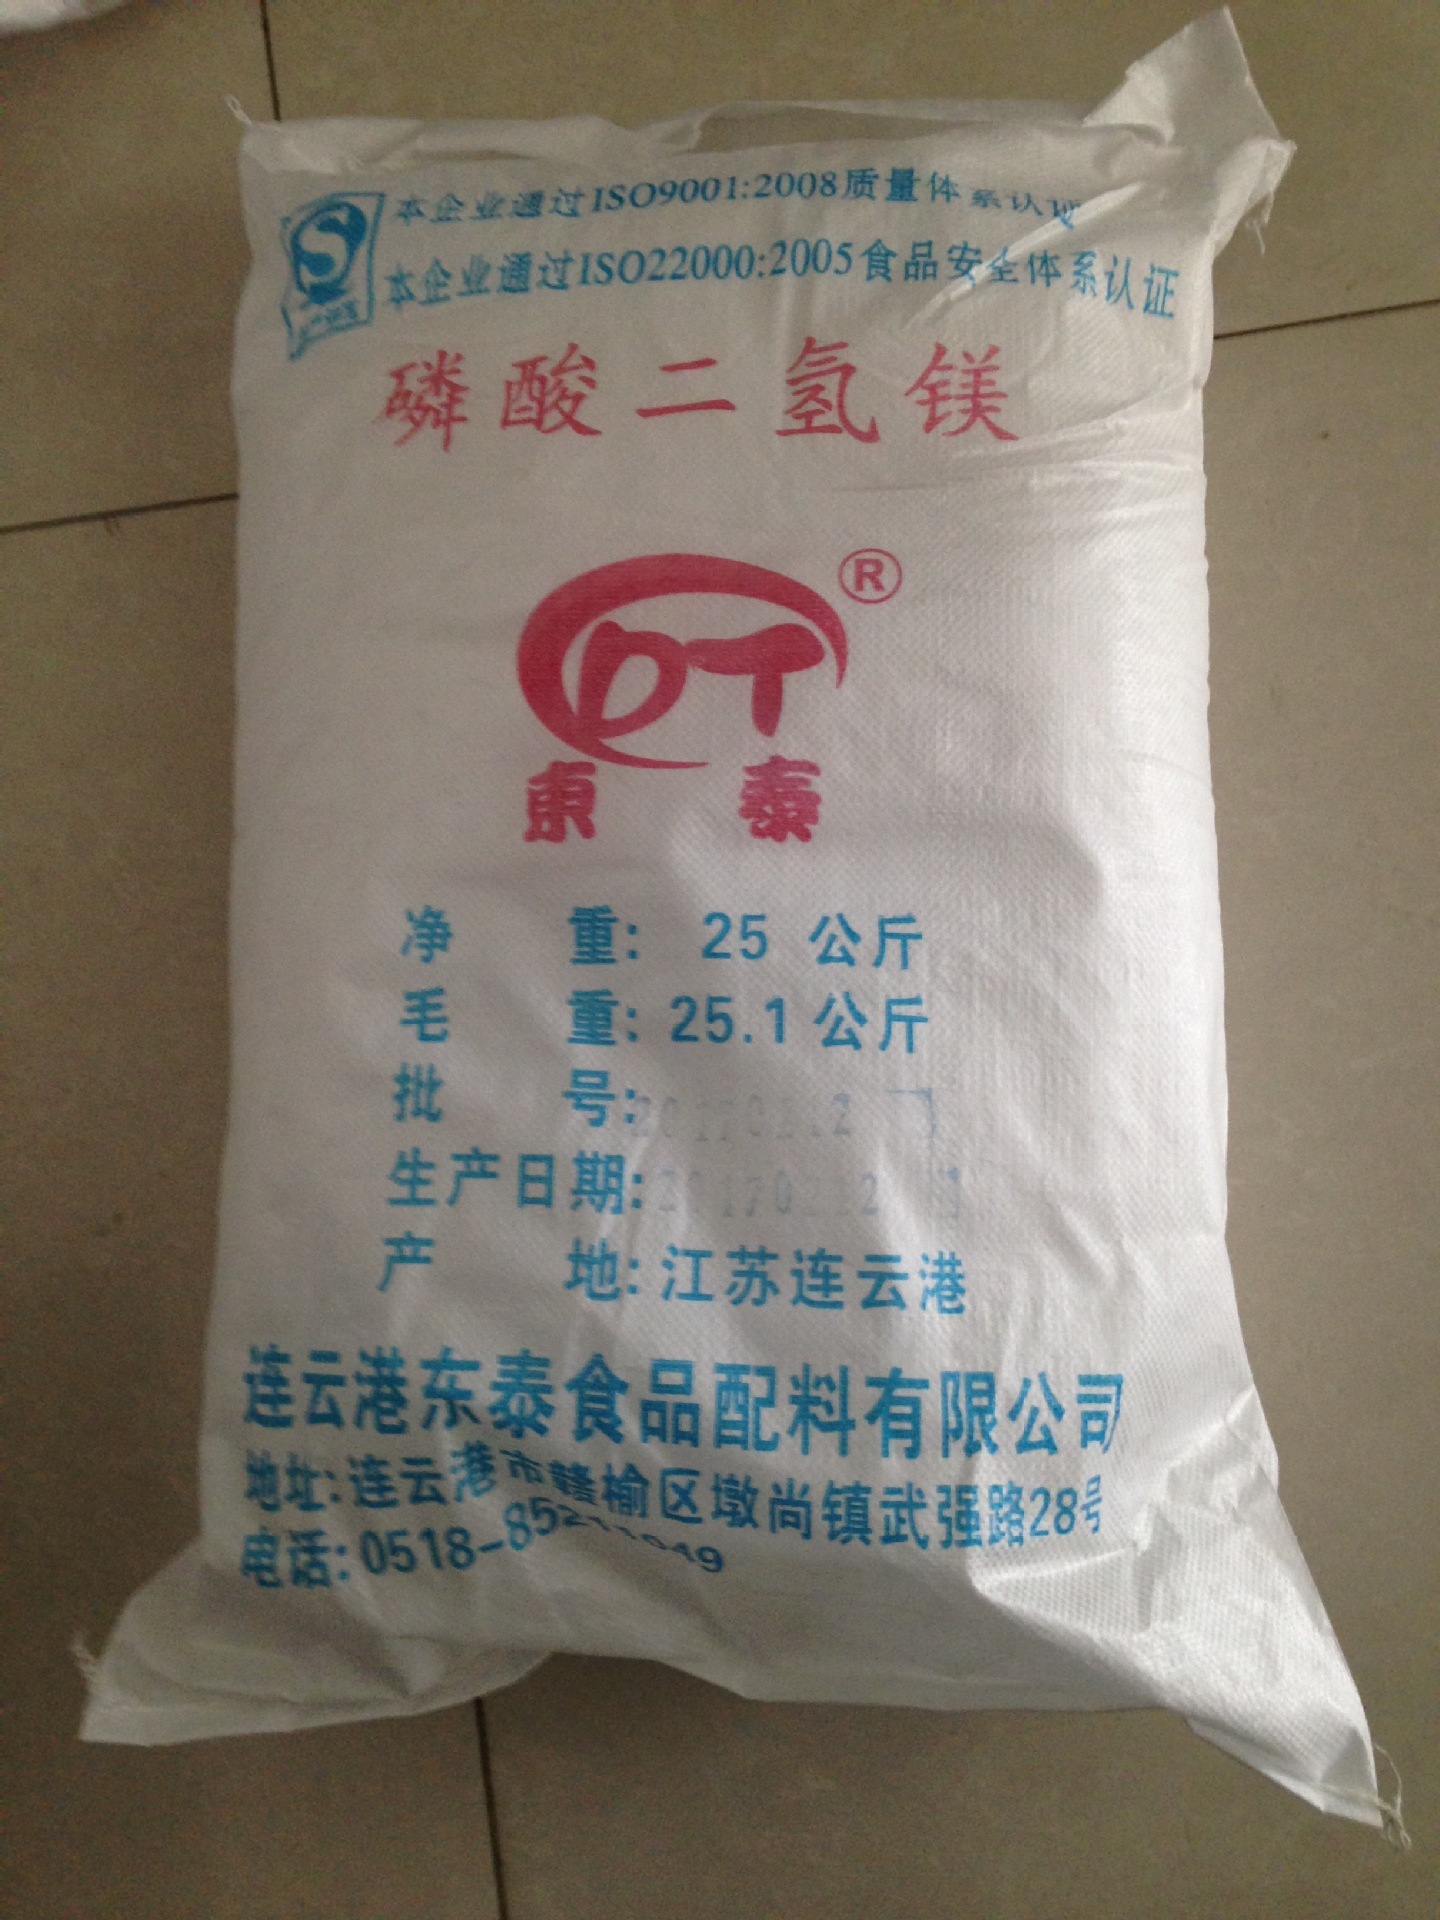 本企业通过ISO9001:2008质量体系认证
本企业通过ISO22000:2005食品安全体系认证
磷酸二氢镁
DT®
東泰
净重: 25 公斤
毛重: 25.1公斤
批号:
生产日期:
产地:江苏连云港
连云港东泰食品配料有限公司
地址:连云港市赣榆区墩尚镇武强路28号
电话:0518-